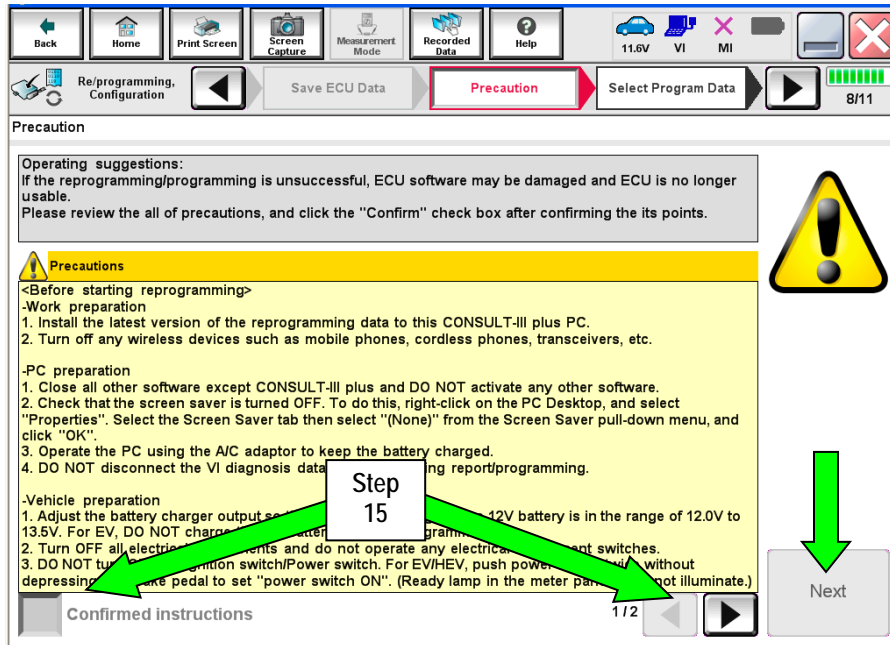 Back
Home
Print Screen
Screen Capture
Measurement Mode
Recorded Data
Help
11.6V
VI
MI
Re/programming, Configuration
Save ECU Data
Precaution
Select Program Data
8/11
Precaution
Operating suggestions:
If the reprogramming/programming is unsuccessful, ECU software may be damaged and ECU is no longer
usable.
Please review the all of precautions, and click the "Confirm" check box after confirming the its points.
Precautions
<Before starting reprogramming>
-Work preparation
1. Install the latest version of the reprogramming data to this CONSULT-III plus PC.
2. Turn off any wireless devices such as mobile phones, cordless phones, transceivers, etc.
-PC preparation
1. Close all other software except CONSULT-III plus and DO NOT activate any other software.
2. Check that the screen saver is turned OFF. To do this, right-click on the PC Desktop, and select
"Properties". Select the Screen Saver tab then select "(None)" from the Screen Saver pull-down menu, and
click "OK".
3. Operate the PC using the A/C adaptor to keep the battery charged.
4. DO NOT disconnect the VI diagnosis data report/programming.
Step
15
-Vehicle preparation
1. Adjust the battery charger output 12V battery is in the range of 12.0V to
13.5V. For EV, DO NOT charge
2. Turn OFF all and do not operate any electrical switches.
3. DO NOT switch/Power switch. For EV/HEV, push power without
depressing pedal to set "power switch ON". (Ready lamp in the meter not illuminate.)
Confirmed instructions
1/2
Next